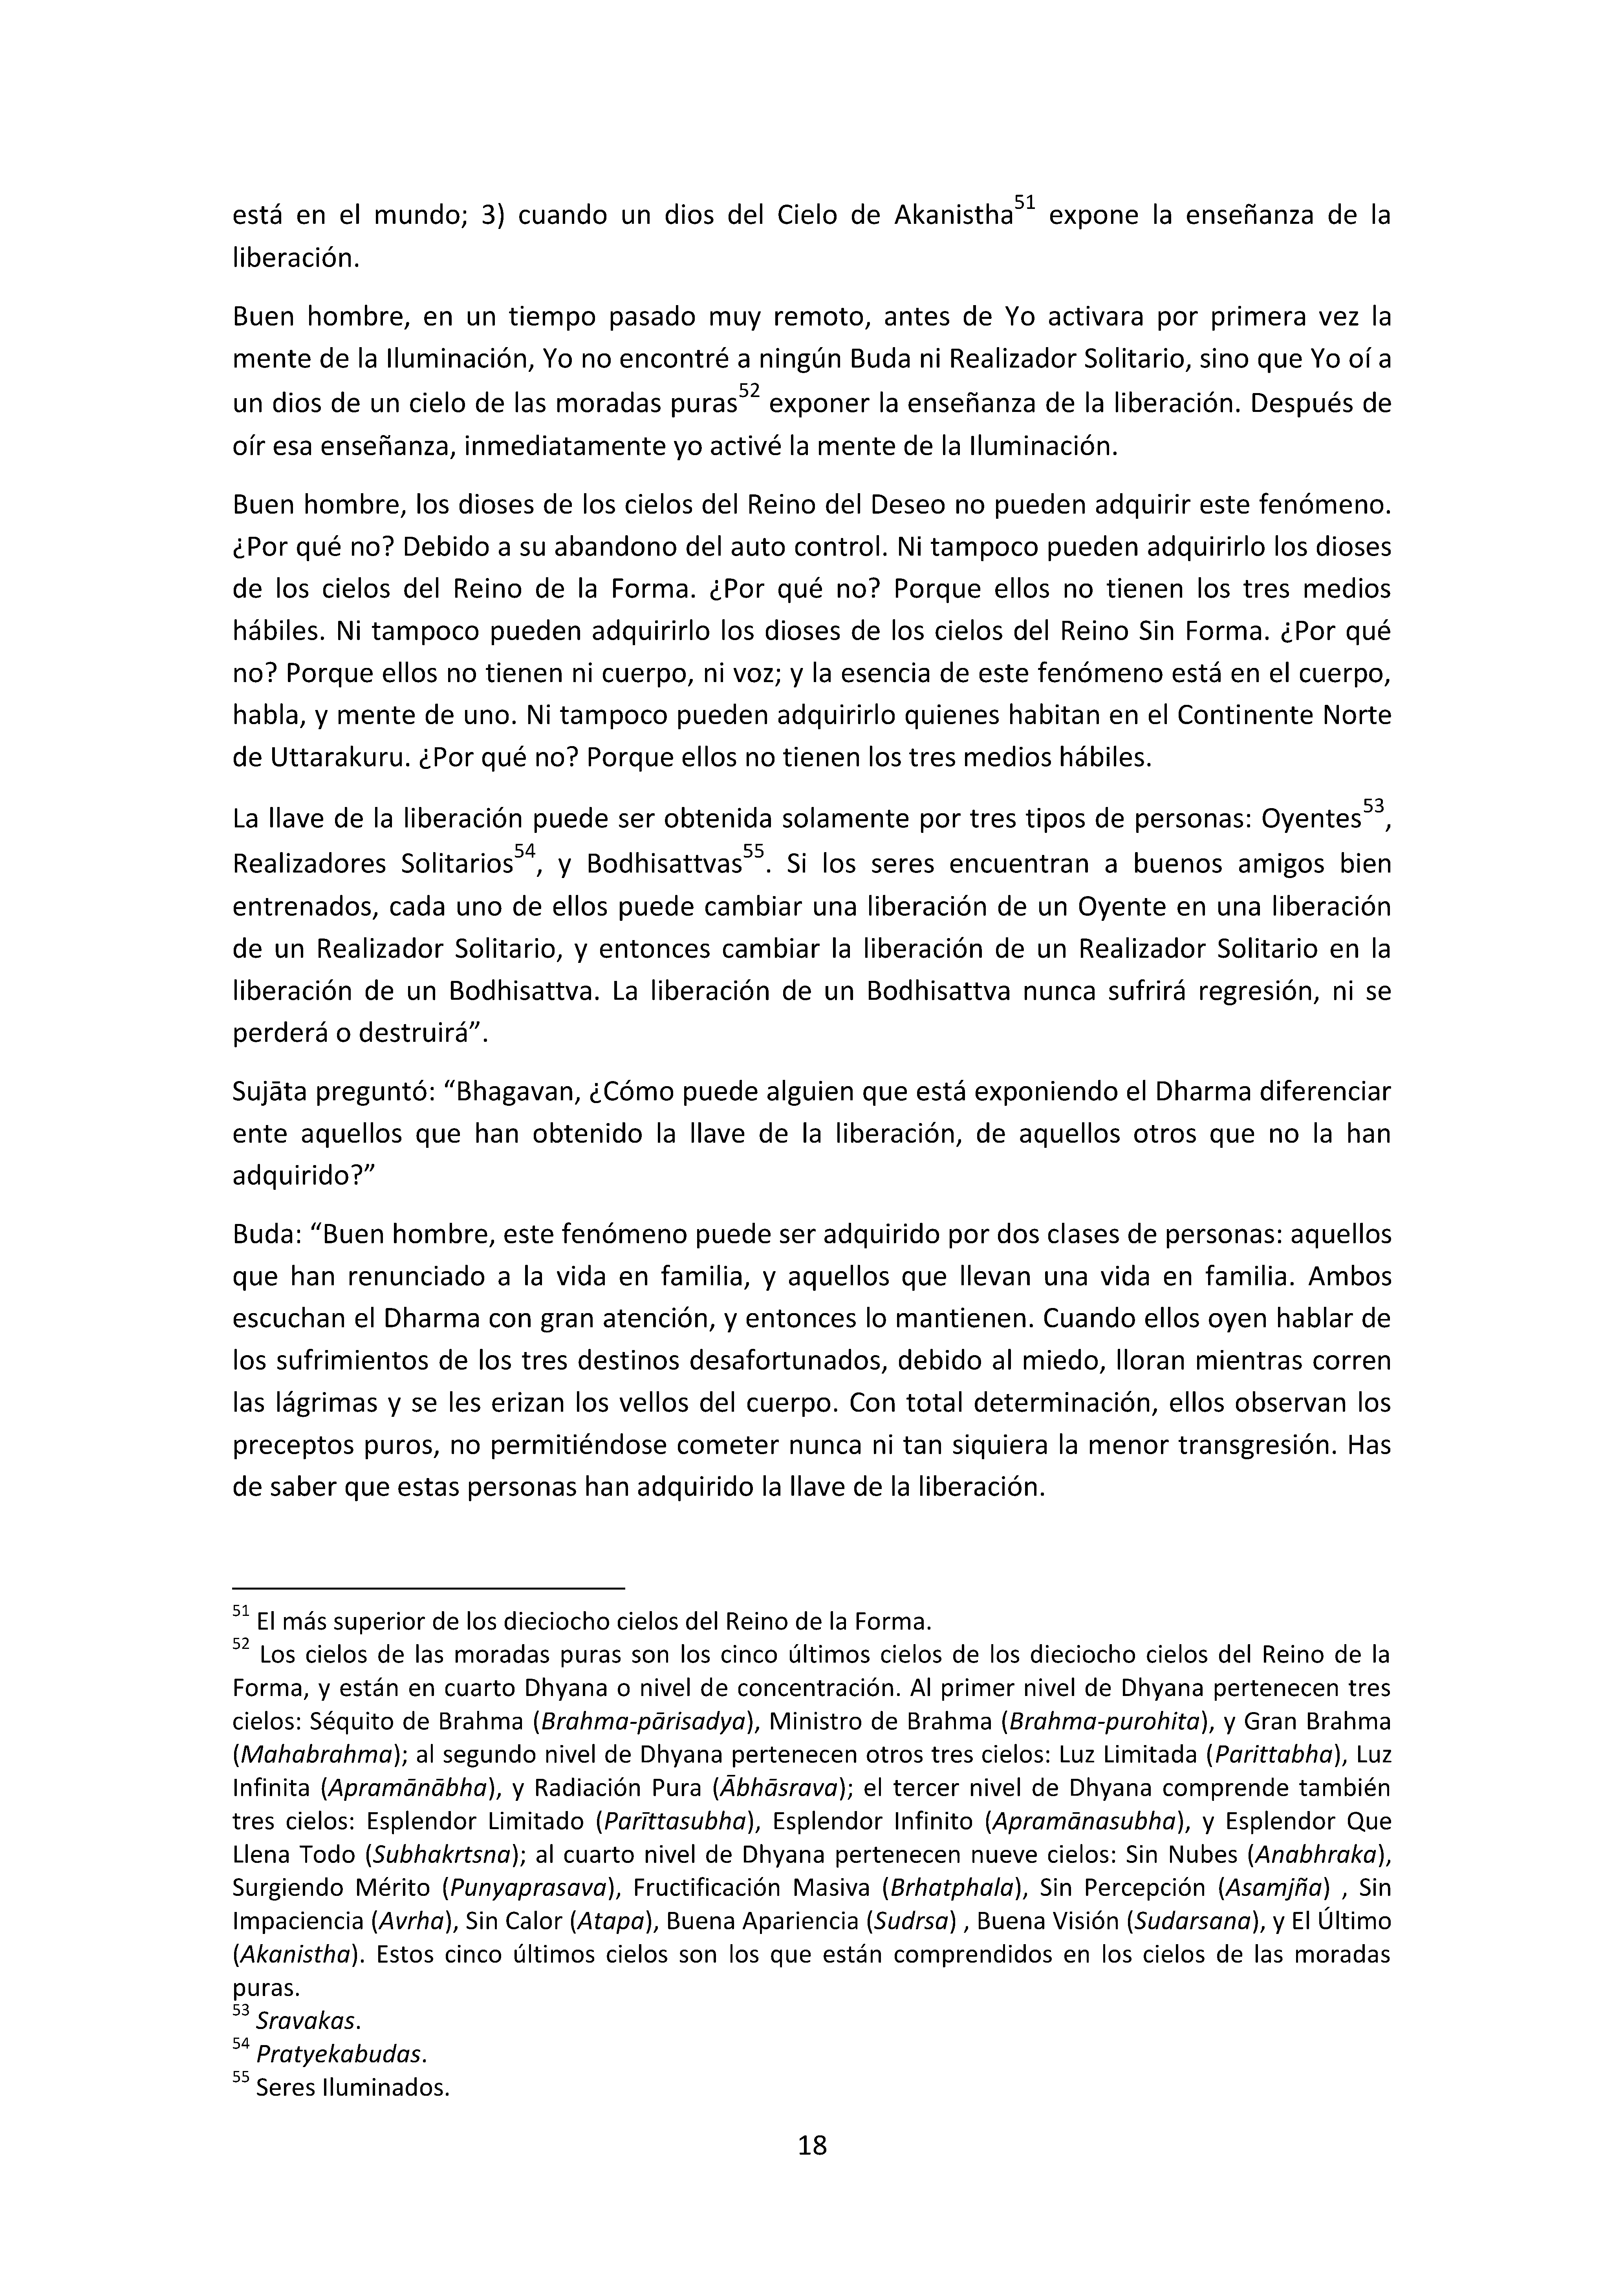 está en el mundo; 3) cuando un dios del Cielo de Akanistha51 expone la enseñanza de la
liberación.
Buen hombre, en un tiempo pasado muy remoto, antes de Yo activara por primera vez la
mente de la Iluminación, Yo no encontré a ningún Buda ni Realizador Solitario, sino que Yo oí a
un dios de un cielo de las moradas puras52 exponer la enseñanza de la liberación. Después de
oír esa enseñanza, inmediatamente yo activé la mente de la Iluminación.
Buen hombre, los dioses de los cielos del Reino del Deseo no pueden adquirir este fenómeno.
¿Por qué no? Debido a su abandono del auto control. Ni tampoco pueden adquirirlo los dioses
de los cielos del Reino de la Forma. ¿Por qué no? Porque ellos no tienen los tres medios
hábiles. Ni tampoco pueden adquirirlo los dioses de los cielos del Reino Sin Forma. ¿Por qué
no? Porque ellos no tienen ni cuerpo, ni voz; y la esencia de este fenómeno está en el cuerpo,
habla, y mente de uno. Ni tampoco pueden adquirirlo quienes habitan en el Continente Norte
de Uttarakuru. ¿Por qué no? Porque ellos no tienen los tres medios hábiles.
La llave de la liberación puede ser obtenida solamente por tres tipos de personas: Oyentes53,
Realizadores Solitarios54, y Bodhisattvas55. Si los seres encuentran a buenos amigos bien
entrenados, cada uno de ellos puede cambiar una liberación de un Oyente en una liberación
de un Realizador Solitario, y entonces cambiar la liberación de un Realizador Solitario en la
liberación de un Bodhisattva. La liberación de un Bodhisattva nunca sufrirá regresión, ni se
perderá o destruirá”.
Sujāta preguntó: “Bhagavan, ¿Cómo puede alguien que está exponiendo el Dharma diferenciar
ente aquellos que han obtenido la llave de la liberación, de aquellos otros que no la han
adquirido?”
Buda: “Buen hombre, este fenómeno puede ser adquirido por dos clases de personas: aquellos
que han renunciado a la vida en familia, y aquellos que llevan una vida en familia. Ambos
escuchan el Dharma con gran atención, y entonces lo mantienen. Cuando ellos oyen hablar de
los sufrimientos de los tres destinos desafortunados, debido al miedo, lloran mientras corren
las lágrimas y se les erizan los vellos del cuerpo. Con total determinación, ellos observan los
preceptos puros, no permitiéndose cometer nunca ni tan siquiera la menor transgresión. Has
de saber que estas personas han adquirido la llave de la liberación.
51 El más superior de los dieciocho cielos del Reino de la Forma.
52 Los cielos de las moradas puras son los cinco últimos cielos de los dieciocho cielos del Reino de la
Forma, y están en cuarto Dhyana o nivel de concentración. Al primer nivel de Dhyana pertenecen tres
cielos: Séquito de Brahma (Brahma-pārisadya), Ministro de Brahma (Brahma-purohita), y Gran Brahma
(Mahabrahma); al segundo nivel de Dhyana pertenecen otros tres cielos: Luz Limitada (Parittabha), Luz
Infinita (Apramānābha), y Radiación Pura (Ābhāsrava); el tercer nivel de Dhyana comprende también
tres cielos: Esplendor Limitado (Parīttasubha), Esplendor Infinito (Apramānasubha), y Esplendor Que
Llena Todo (Subhakrtsna); al cuarto nivel de Dhyana pertenecen nueve cielos: Sin Nubes (Anabhraka),
Surgiendo Mérito (Punyaprasava), Fructificación Masiva (Brhatphala), Sin Percepción (Asamjña) , Sin
Impaciencia (Avrha), Sin Calor (Atapa), Buena Apariencia (Sudrsa) , Buena Visión (Sudarsana), y El Último
(Akanistha). Estos cinco últimos cielos son los que están comprendidos en los cielos de las moradas
puras.
53 Sravakas.
54 Pratyekabudas.
55 Seres Iluminados.
18